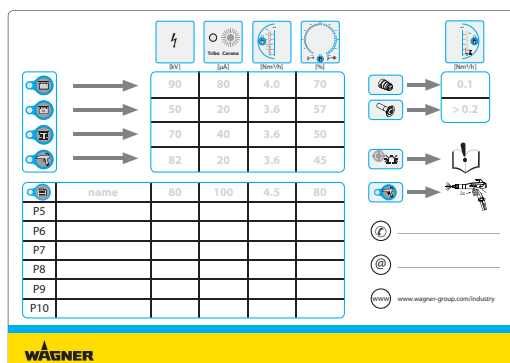 Tribo Corona
[kV] [µA] [Nm³/h] [%] [Nm³/h]
90 80 4.0 70 0.1
50 20 3.6 57 > 0.2
70 40 3.6 50
82 20 3.6 45
2x
name 80 100 4.5 80
P5
P6
P7
P8
P9
P10
@
www www.wagner-group.com/industry
WAGNER